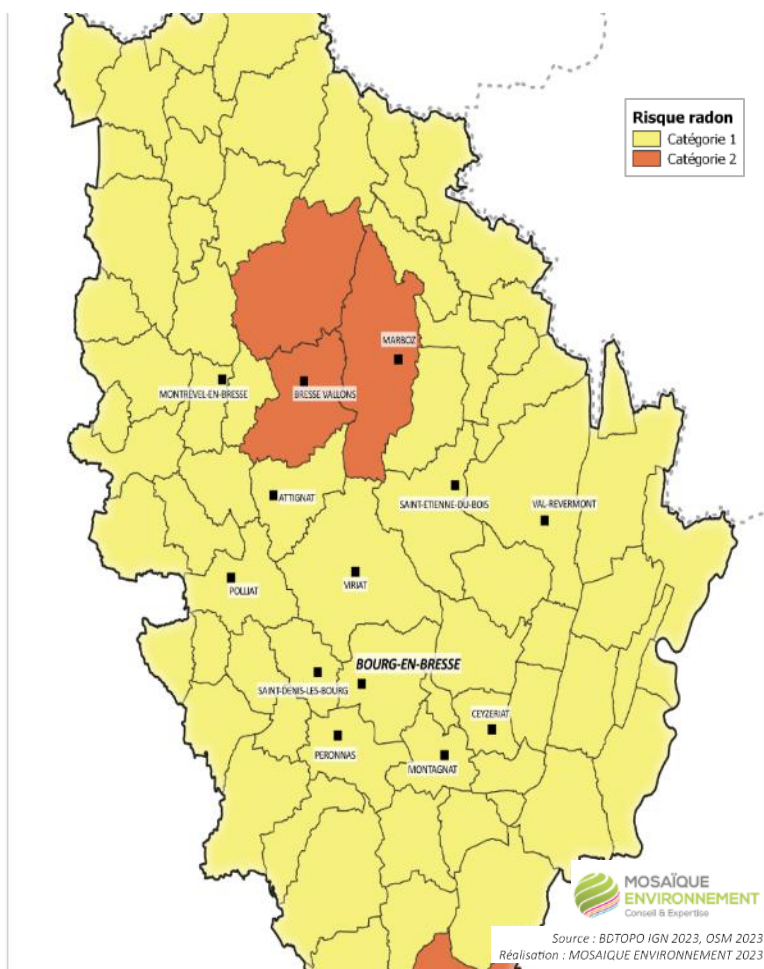 Risque radon
Catégorie 1
Catégorie 2
MARBOZ
MONTREVEL-EN-BRESSE
BRESSE VALLONS
ATTIGNAT
SAINT-ETIENNE-DU-BOIS
VAL-REVERMONT
POLLIAT
VIRIAT
BOURG-EN-BRESSE
SAINT-DENIS-LES-BOURG
CEYZERIAT
PERONNAS
MONTAGNAT
MOSAÏQUE
ENVIRONNEMENT
Conseil & Expertise
Source : BDTOPO IGN 2023, OSM 2023
Réalisation : MOSAIQUE ENVIRONNEMENT 2023